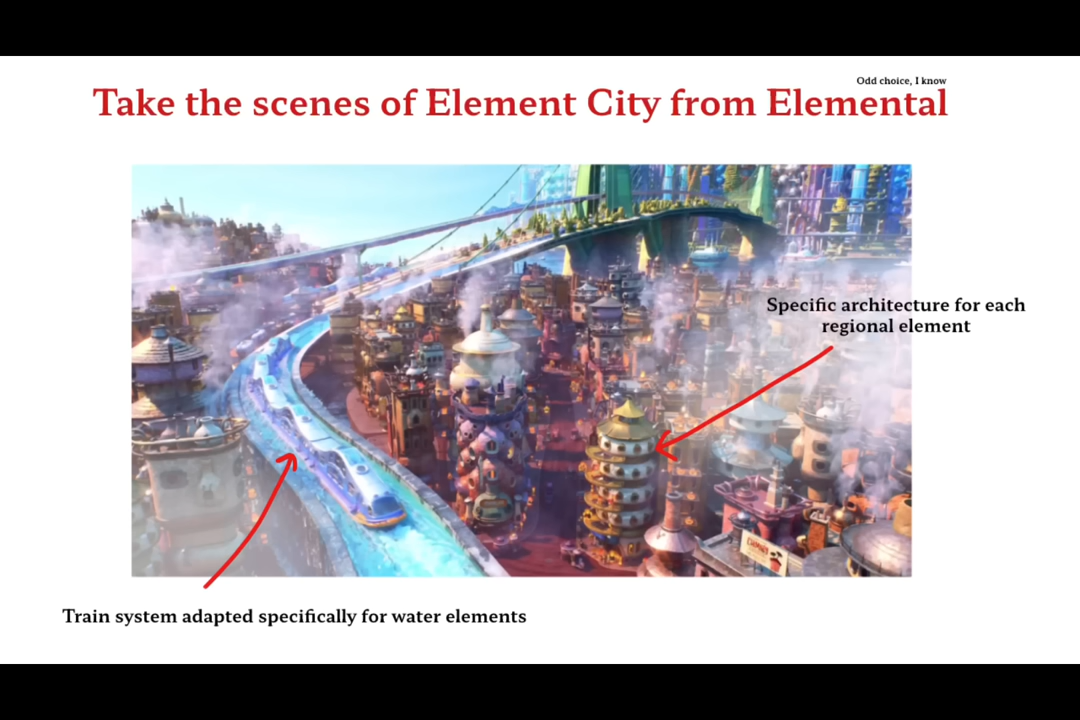 Odd choice, I know
Take the scenes of Element City from Elemental
Specific architecture for each
regional element
Train system adapted specifically for water elements